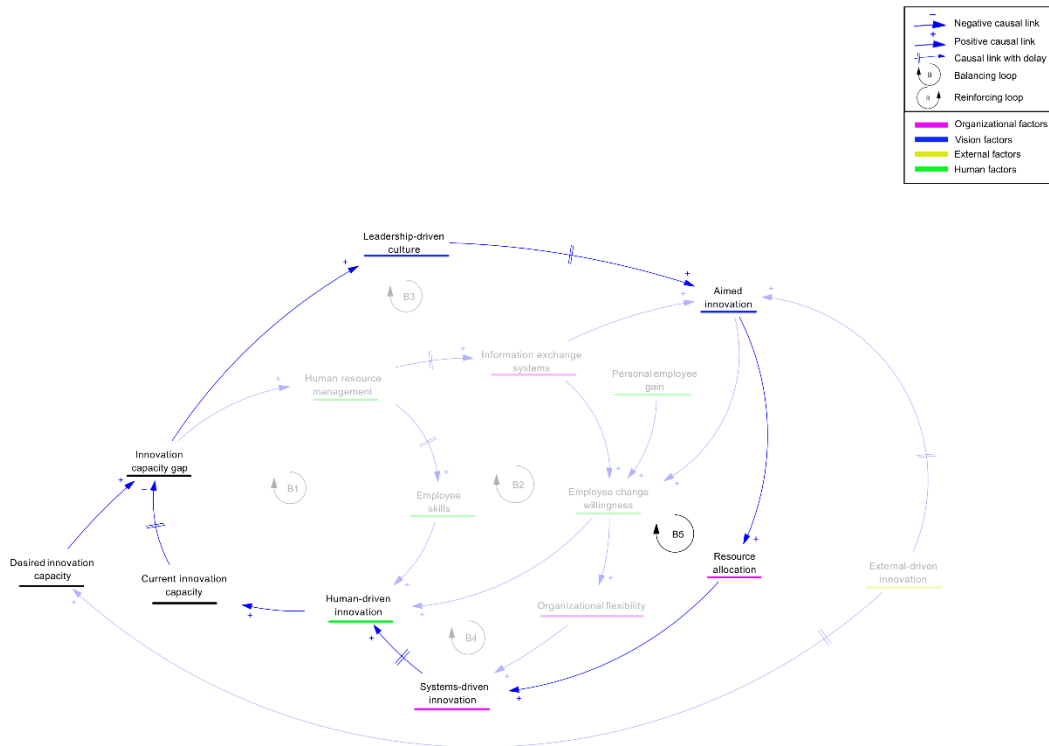 −
Negative causal link
+
Positive causal link
Causal link with delay
B
Balancing loop
R
Reinforcing loop
Organizational factors
Vision factors
External factors
Human factors
Leadership-driven
culture
+
+
+
+
Aimed
innovation
B3
Information exchange
systems
+
+
Human resource
management
+
Personal employee
gain
Innovation
capacity gap
+
−
B1
+
Employee
skills
B2
+
+
+
Employee change
willingness
B5
+
Resource
allocation
Desired innovation
capacity
+
Current innovation
capacity
+
Human-driven
innovation
+
+
+
+
Organizational flexibility
External-driven
innovation
B4
Systems-driven
innovation
+
+